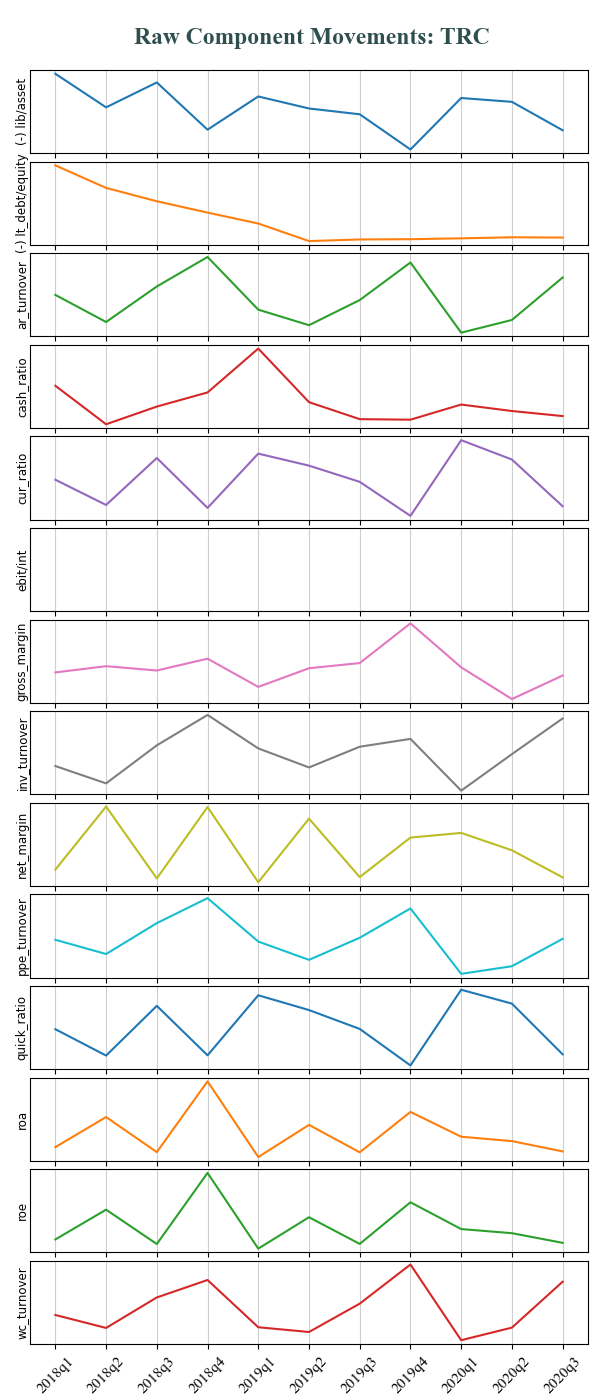 Raw Component Movements: TRC
(-) lib/asset
(-) lt_debt/equity
ar_turnover
cash_ratio
cur_ratio
ebit/int
gross_margin
inv_turnover
net_margin
ppe_turnover
quick_ratio
roa
roe
wc_turnover
2018q1 2018q2 2018q3 2018q4 2019q1 2019q2 2019q3 2019q4 2020q1 2020q2 2020q3